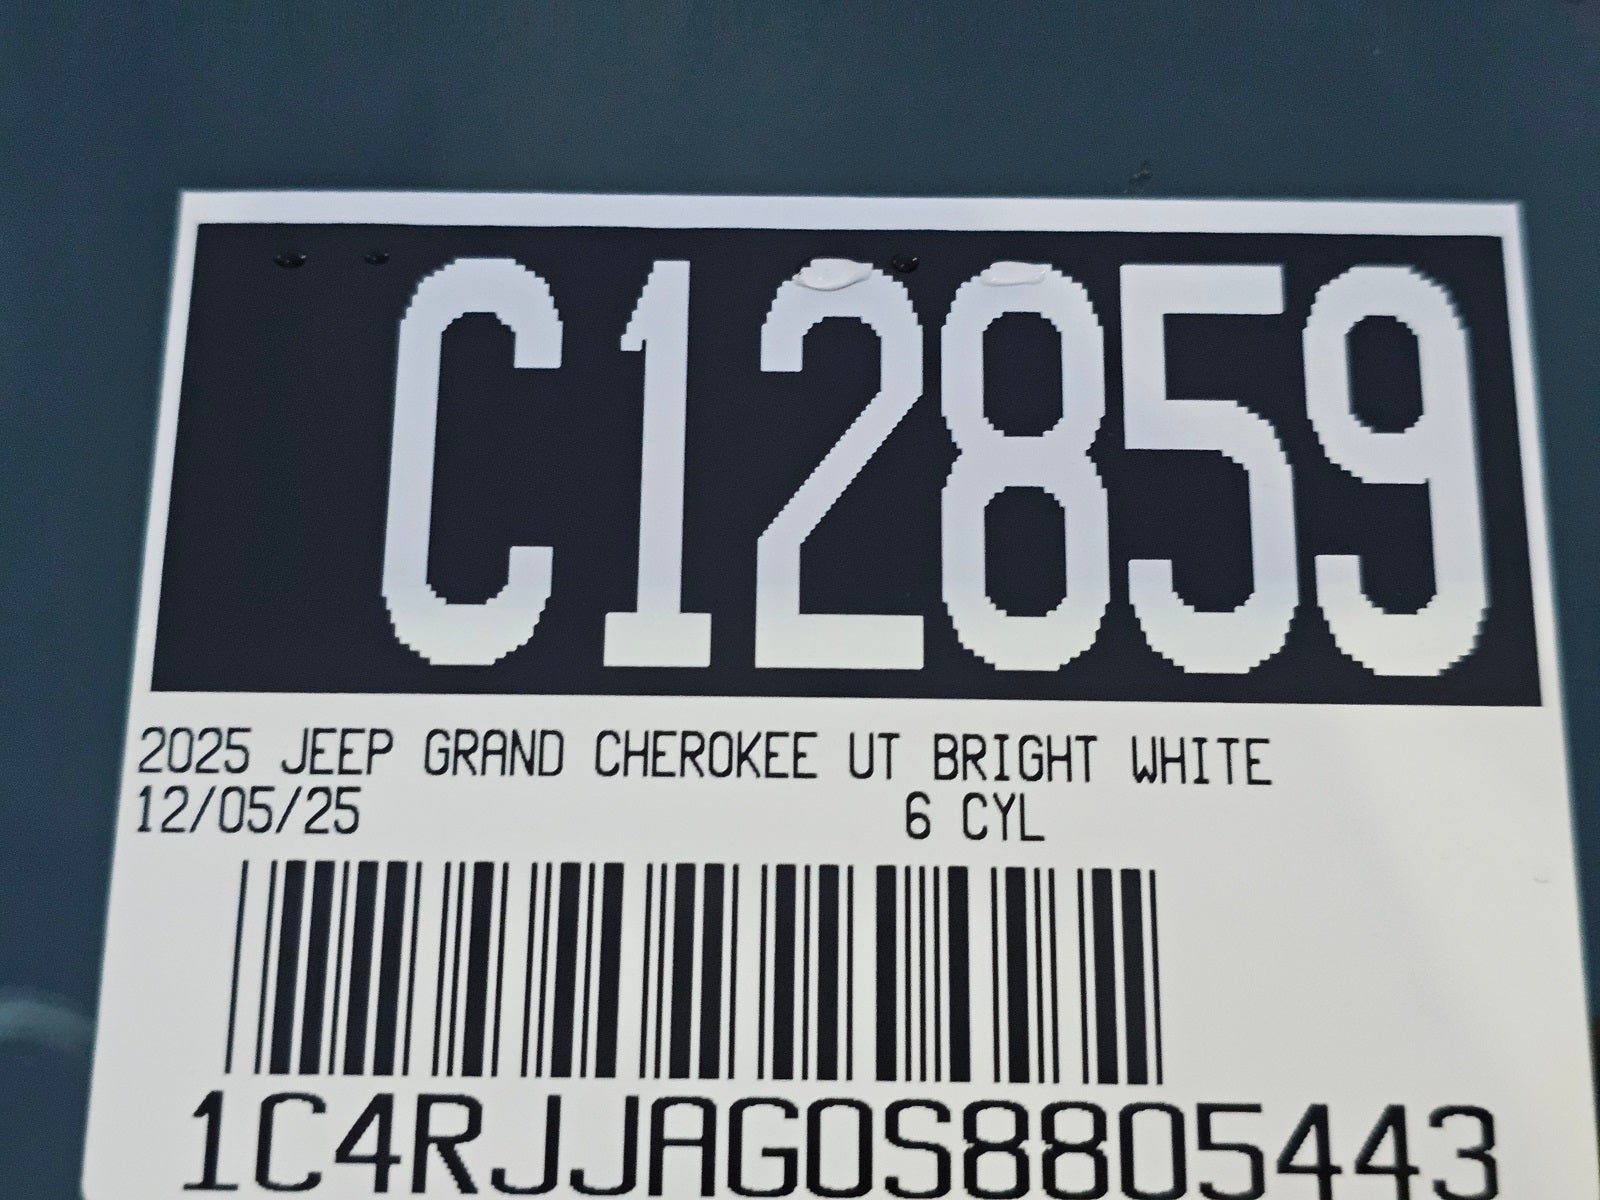 C12859
2025 JEEP GRAND CHEROKEE UT BRIGHT WHITE
12/05/25 6 CYL
1C4RJJAG0S8805443